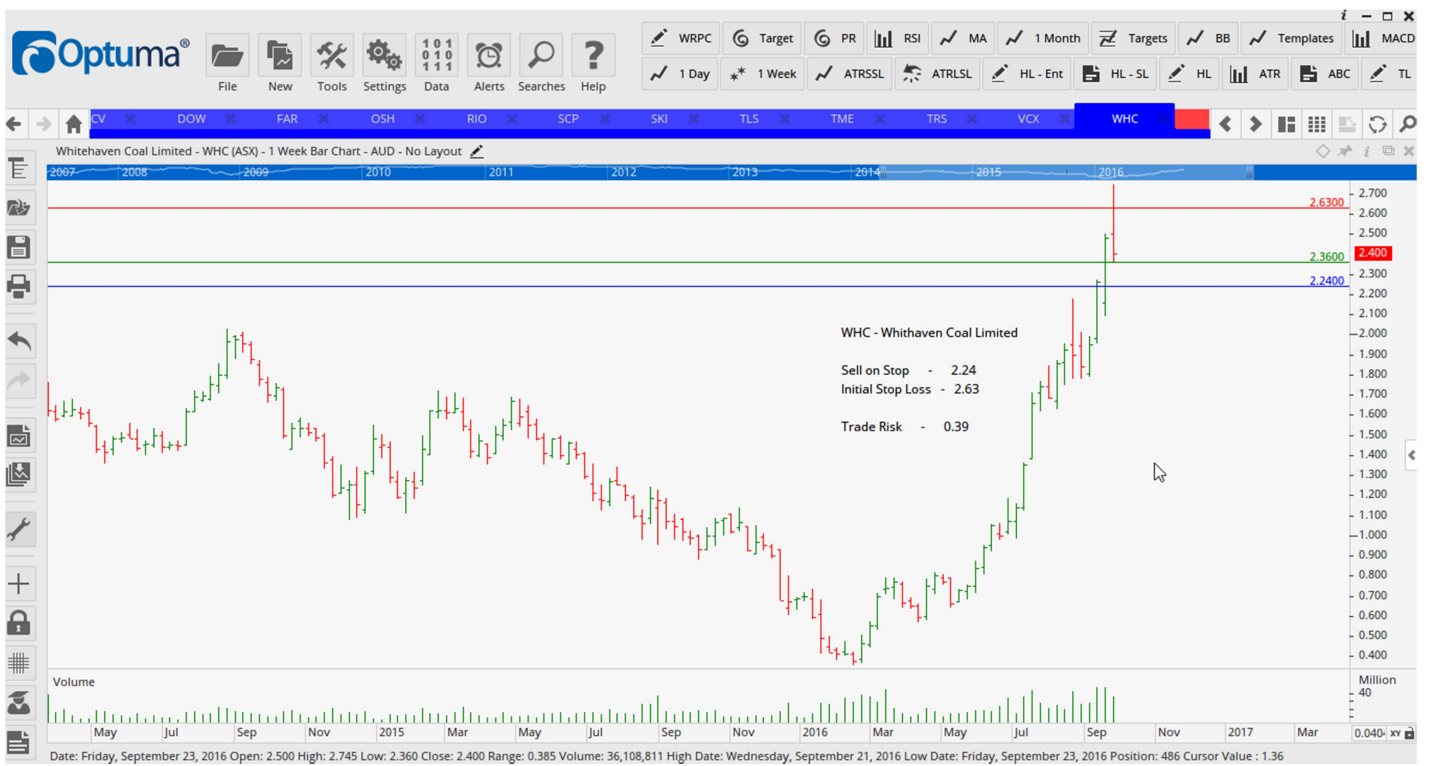 Optuma®
File
New
Tools
Settings
101
010
111
Data
Alerts
Searches
?
Help
WRPC
Target
PR
RSI
MA
1 Month
Targets
BB
Templates
MACD
1 Day
1 Week
ATRSSL
ATRLSL
HL - Ent
HL - SL
HL
ATR
ABC
TL
CV
DOW
FAR
OSH
RIO
SCP
SKI
TLS
TME
TRS
VCX
WHC
Whitehaven Coal Limited - WHC (ASX) - 1 Week Bar Chart - AUD - No Layout
2007 2008 2009 2010 2011 2012 2013 2014 2015 2016
2.6300
2.3600
2.2400
2.700
2.600
2.500
2.400
2.300
2.200
2.100
2.000
1.900
1.800
1.700
1.600
1.500
1.400
1.300
1.200
1.100
1.000
0.900
0.800
0.700
0.600
0.500
0.400
WHC - Whithaven Coal Limited
Sell on Stop - 2.24
Initial Stop Loss - 2.63
Trade Risk - 0.39
Volume
Million
40
May Jul Sep Nov 2015 Mar May Jul Sep Nov 2016 Mar May Jul Sep Nov 2017 Mar
0.040 XY
Date: Friday, September 23, 2016 Open: 2.500 High: 2.745 Low: 2.360 Close: 2.400 Range: 0.385 Volume: 36,108,811 High Date: Wednesday, September 21, 2016 Low Date: Friday, September 23, 2016 Position: 486 Cursor Value : 1.36